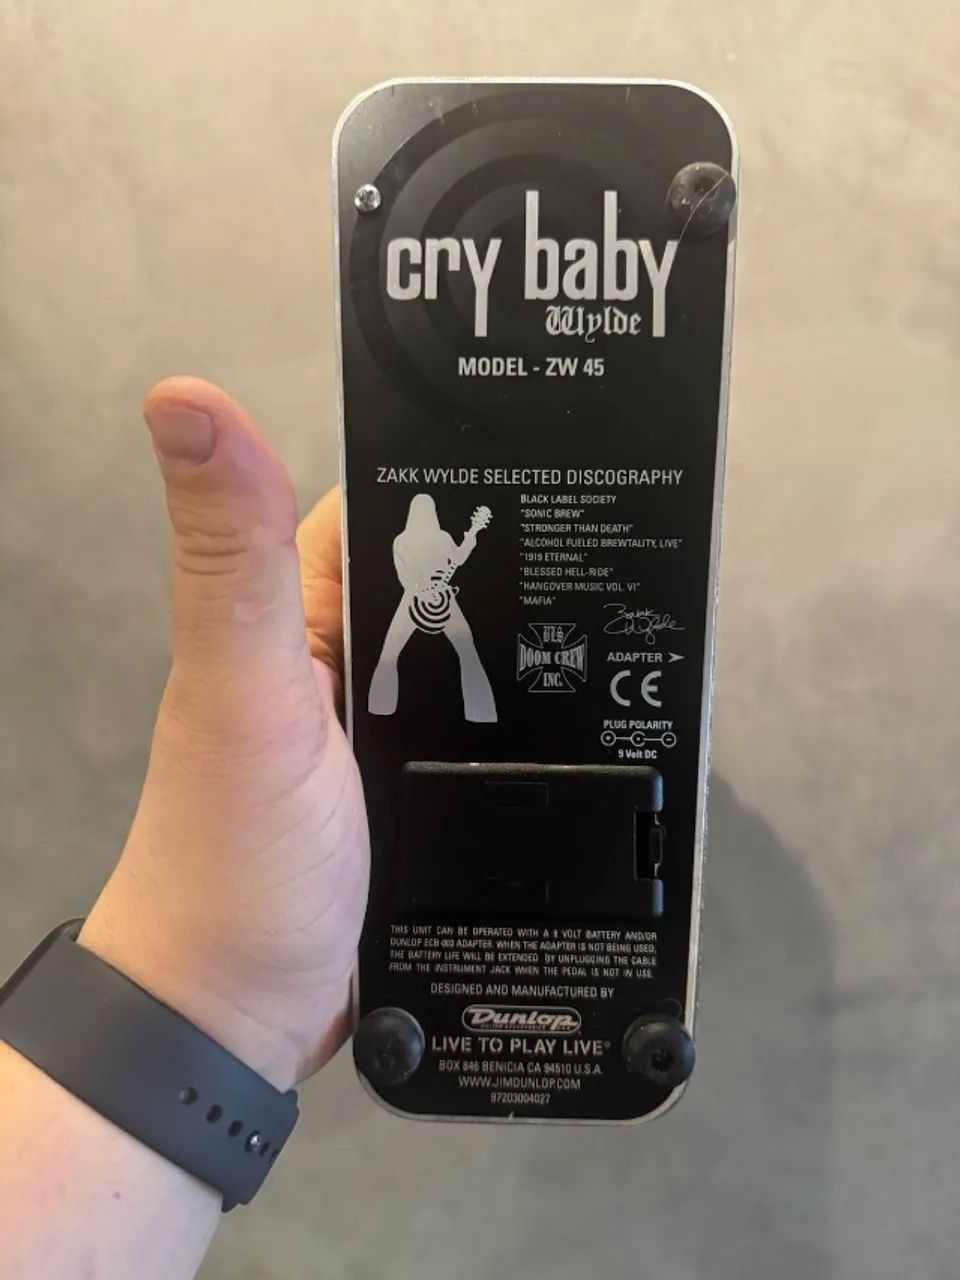 cry baby
Wylde
MODEL - ZW 45
ZAKK WYLDE SELECTED DISCOGRAPHY
BLACK LABEL SOCIETY
"SONIC BREW"
"STRONGER THAN DEATH"
"ALCOHOL FUELED BREWTALITY, LIVE"
"1919 ETERNAL"
"BLESSED HELL-RIDE"
"HANGOVER MUSIC VOL. VI"
"MAFIA"
Zakk
Wylde
DOOM CREW
INC.
ADAPTER
CE
PLUG POLARITY
9 Volt DC
THIS UNIT CAN BE OPERATED WITH A 9 VOLT BATTERY AND/OR
DUNLOP ECB-003 ADAPTER. WHEN THE ADAPTER IS NOT BEING USED,
THE BATTERY LIFE WILL BE EXTENDED BY UNPLUGGING THE CABLE
FROM THE INSTRUMENT JACK WHEN THE PEDAL IS NOT IN USE.
DESIGNED AND MANUFACTURED BY
Dunlop
LIVE TO PLAY LIVE®
BOX 846 BENICIA CA 94510 U.S.A.
WWW.JIMDUNLOP.COM
97203004027